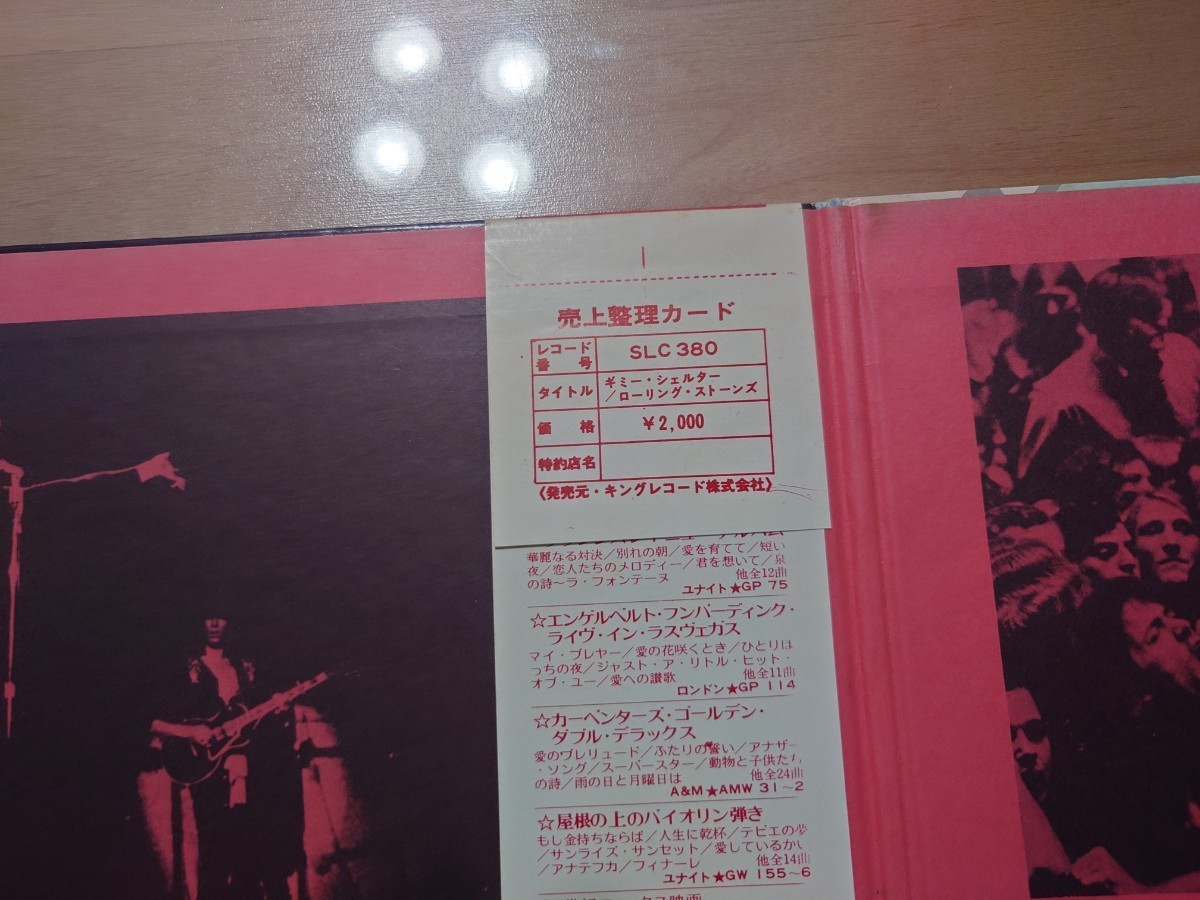 売上整理カード
レコード番号 SLC 380
タイトル ギミー・シェルター
／ローリング・ストーンズ
価格 ¥2,000
特約店名
《発売元・キングレコード株式会社》
華麗なる対決／別れの朝／愛を育てて／短い
夜／恋人たちのメロディー／君を想いて／泉
の詩〜ラ・フォンテーヌ 他全12曲
ユナイト★GP 75
☆エンゲルベルト・フンパーディンク・
ライヴ・イン・ラスヴェガス
マイ・プレヤー／愛の花咲くとき／ひとりぼ
っちの夜／ジャスト・ア・リトル・ヒット・
オブ・ユー／愛への讃歌 他全11曲
ロンドン★GP 114
☆カーペンターズ・ゴールデン・
ダブル・デラックス
愛のプレリュード／ふたりの誓い／アナザー
・ソング／スーパースター／動物と子供たち
の詩／雨の日と月曜日は 他全24曲
A&M★AMW 31〜2
☆屋根の上のバイオリン弾き
もし金持ちならば／人生に乾杯／テビエの夢
／サンライズ・サンセット／愛しているかい
／アナテフカ／フィナーレ 他全14曲
ユナイト★GW 155〜6